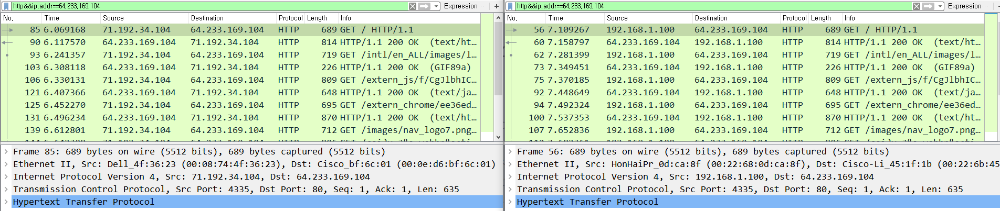 http&&ip,addr==64,233,169,104 Expression… +
No, Time Source Destination Protocol Length Info
85 6.069168 71.192.34.104 64.233.169.104 HTTP 689 GET / HTTP/1.1
90 6.117570 64.233.169.104 71.192.34.104 HTTP 814 HTTP/1.1 200 OK (text/ht…
93 6.241357 71.192.34.104 64.233.169.104 HTTP 719 GET /intl/en_ALL/images/l…
103 6.308118 64.233.169.104 71.192.34.104 HTTP 226 HTTP/1.1 200 OK (GIF89a)
106 6.330131 71.192.34.104 64.233.169.104 HTTP 809 GET /extern_js/f/CgJlbhIC…
121 6.407366 64.233.169.104 71.192.34.104 HTTP 648 HTTP/1.1 200 OK (text/ja…
125 6.452270 71.192.34.104 64.233.169.104 HTTP 695 GET /extern_chrome/ee36ed…
131 6.496234 64.233.169.104 71.192.34.104 HTTP 870 HTTP/1.1 200 OK (text/ht…
139 6.612801 71.192.34.104 64.233.169.104 HTTP 712 GET /images/nav_logo7.png…
Frame 85: 689 bytes on wire (5512 bits), 689 bytes captured (5512 bits)
Ethernet II, Src: Dell_4f:36:23 (00:08:74:4f:36:23), Dst: Cisco_bf:6c:01 (00:0e:d6:bf:6c:01)
Internet Protocol Version 4, Src: 71.192.34.104, Dst: 64.233.169.104
Transmission Control Protocol, Src Port: 4335, Dst Port: 80, Seq: 1, Ack: 1, Len: 635
Hypertext Transfer Protocol
http&&ip,addr==64,233,169,104 Expression… +
No, Time Source Destination Protocol Length Info
56 7.109267 192.168.1.100 64.233.169.104 HTTP 689 GET / HTTP/1.1
60 7.158797 64.233.169.104 192.168.1.100 HTTP 814 HTTP/1.1 200 OK (text/ht…
62 7.281399 192.168.1.100 64.233.169.104 HTTP 719 GET /intl/en_ALL/images/l…
73 7.349451 64.233.169.104 192.168.1.100 HTTP 226 HTTP/1.1 200 OK (GIF89a)
75 7.370185 192.168.1.100 64.233.169.104 HTTP 809 GET /extern_js/f/CgJlbhIC…
92 7.448649 64.233.169.104 192.168.1.100 HTTP 648 HTTP/1.1 200 OK (text/ja…
94 7.492324 192.168.1.100 64.233.169.104 HTTP 695 GET /extern_chrome/ee36ed…
100 7.537353 64.233.169.104 192.168.1.100 HTTP 870 HTTP/1.1 200 OK (text/ht…
107 7.652836 192.168.1.100 64.233.169.104 HTTP 712 GET /images/nav_logo7.png…
Frame 56: 689 bytes on wire (5512 bits), 689 bytes captured (5512 bits)
Ethernet II, Src: HonHaiPr_0d:ca:8f (00:22:68:0d:ca:8f), Dst: Cisco-Li_45:1f:1b (00:22:6b:45
Internet Protocol Version 4, Src: 192.168.1.100, Dst: 64.233.169.104
Transmission Control Protocol, Src Port: 4335, Dst Port: 80, Seq: 1, Ack: 1, Len: 635
Hypertext Transfer Protocol